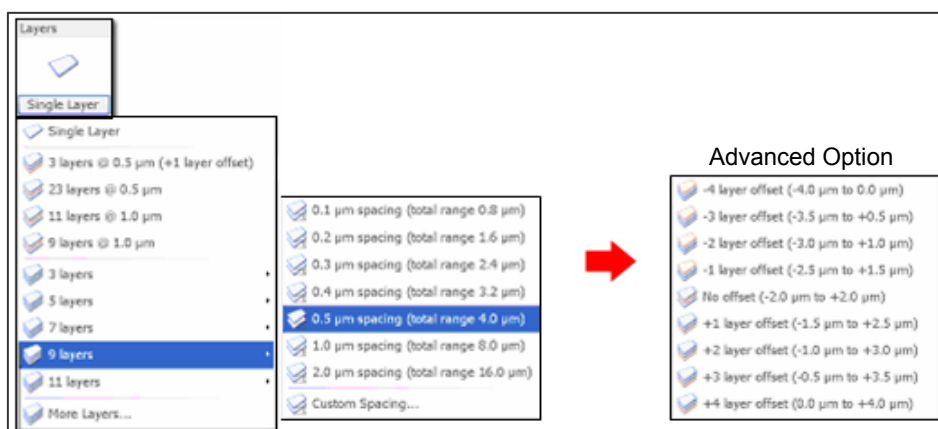 Layers
Single Layer
Single Layer
3 layers @ 0.5 µm (+1 layer offset)
23 layers @ 0.5 µm
11 layers @ 1.0 µm
9 layers @ 1.0 µm
3 layers
5 layers
7 layers
9 layers
11 layers
More Layers...
0.1 µm spacing (total range 0.8 µm)
0.2 µm spacing (total range 1.6 µm)
0.3 µm spacing (total range 2.4 µm)
0.4 µm spacing (total range 3.2 µm)
0.5 µm spacing (total range 4.0 µm)
1.0 µm spacing (total range 8.0 µm)
2.0 µm spacing (total range 16.0 µm)
Custom Spacing...
Advanced Option
-4 layer offset (-4.0 µm to 0.0 µm)
-3 layer offset (-3.5 µm to +0.5 µm)
-2 layer offset (-3.0 µm to +1.0 µm)
-1 layer offset (-2.5 µm to +1.5 µm)
No offset (-2.0 µm to +2.0 µm)
+1 layer offset (-1.5 µm to +2.5 µm)
+2 layer offset (-1.0 µm to +3.0 µm)
+3 layer offset (-0.5 µm to +3.5 µm)
+4 layer offset (0.0 µm to +4.0 µm)